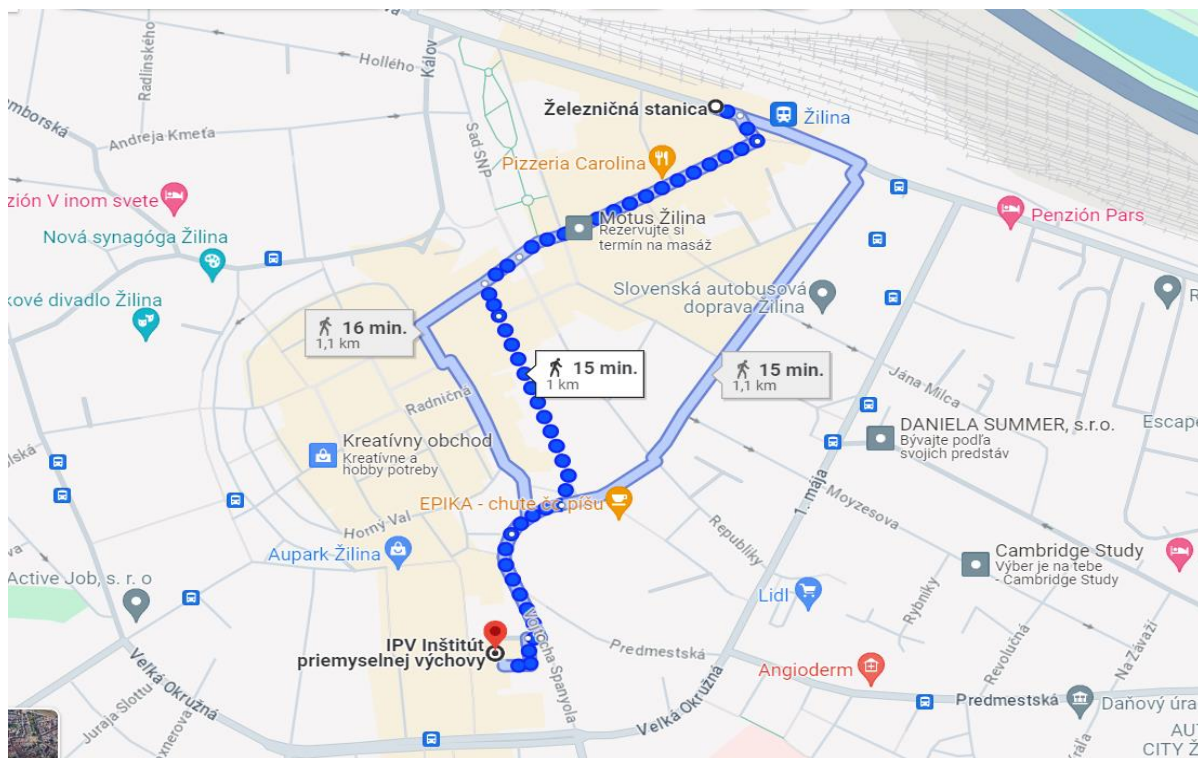 Radlinského
Hollého
Kálov
Železničná stanica
Žilina
Andreja Kmeťa
Sad SNP
Pizzeria Carolina
zión V inom svete
Penzión Pars
Motus Žilina
Rezervujte si
termín na masáž
Nová synagóga Žilina
kové divadlo Žilina
Slovenská autobusová
doprava Žilina
16 min.
1,1 km
15 min.
1 km
15 min.
1,1 km
Jána Milca
Radničná
DANIELA SUMMER, s.r.o.
Bývajte podľa
svojich predstáv
Escape
Kreatívny obchod
Kreatívne a
hobby potreby
1. mája
Moyzesova
EPIKA - chute
Horný Val
Republiky
Aupark Žilina
Cambridge Study
Výber je na tebe
- Cambridge Study
Active Job, s. r. o
Lidl
Rybníky
IPV Inštitút
priemyselnej výchovy
Vojtecha Spanyola
Predmestská
Angioderm
Revolučná
Na Závaží
Predmestská
Daňový úra
Veľká Okružná
Juraja Slottu
Veľká Okružná
AU
CITY Ž